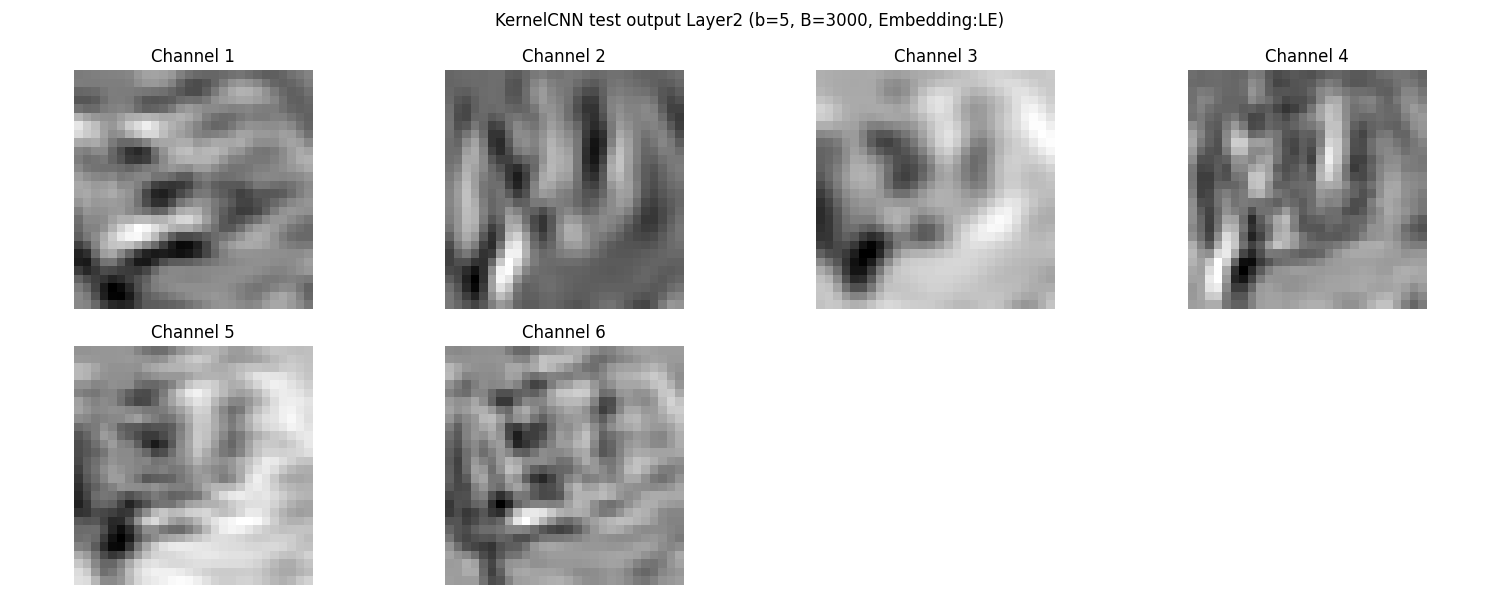 KernelCNN test output Layer2 (b=5, B=3000, Embedding:LE)
Channel 1
Channel 2
Channel 3
Channel 4
Channel 5
Channel 6